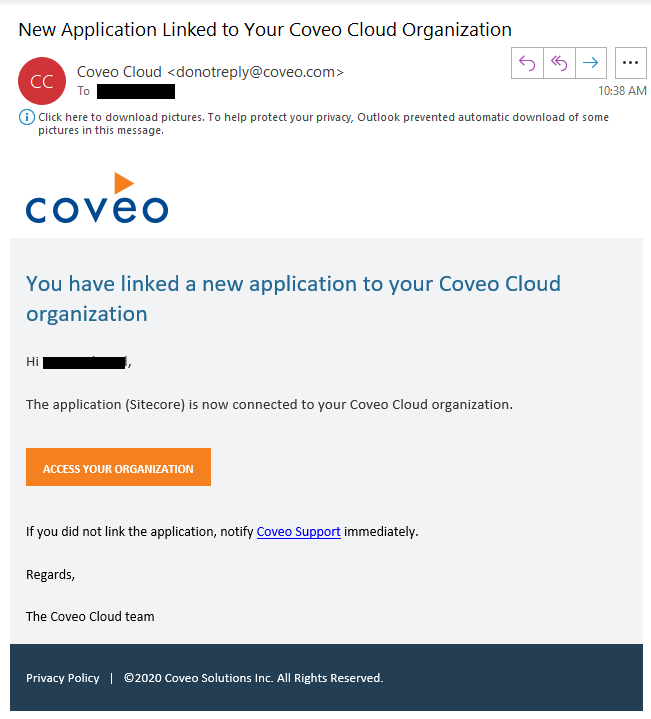 New Application Linked to Your Coveo Cloud Organization
CC
Coveo Cloud <donotreply@coveo.com>
To
10:38 AM
Click here to download pictures. To help protect your privacy, Outlook prevented automatic download of some
pictures in this message.
coveo
You have linked a new application to your Coveo Cloud
organization
Hi ,
The application (Sitecore) is now connected to your Coveo Cloud organization.
ACCESS YOUR ORGANIZATION
If you did not link the application, notify Coveo Support immediately.
Regards,
The Coveo Cloud team
Privacy Policy | ©2020 Coveo Solutions Inc. All Rights Reserved.